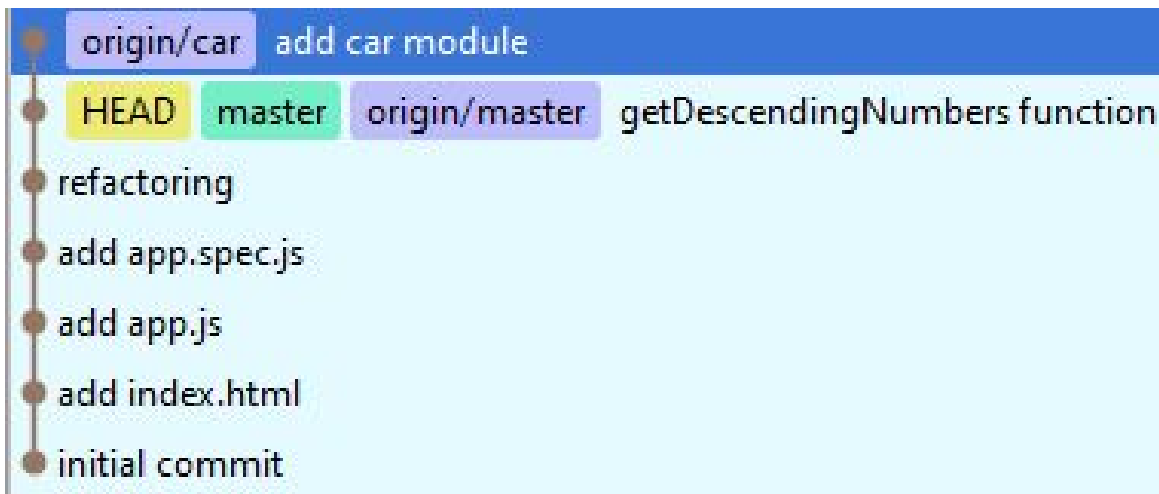 origin/car add car module
HEAD master origin/master getDescendingNumbers function
refactoring
add app.spec.js
add app.js
add index.html
initial commit